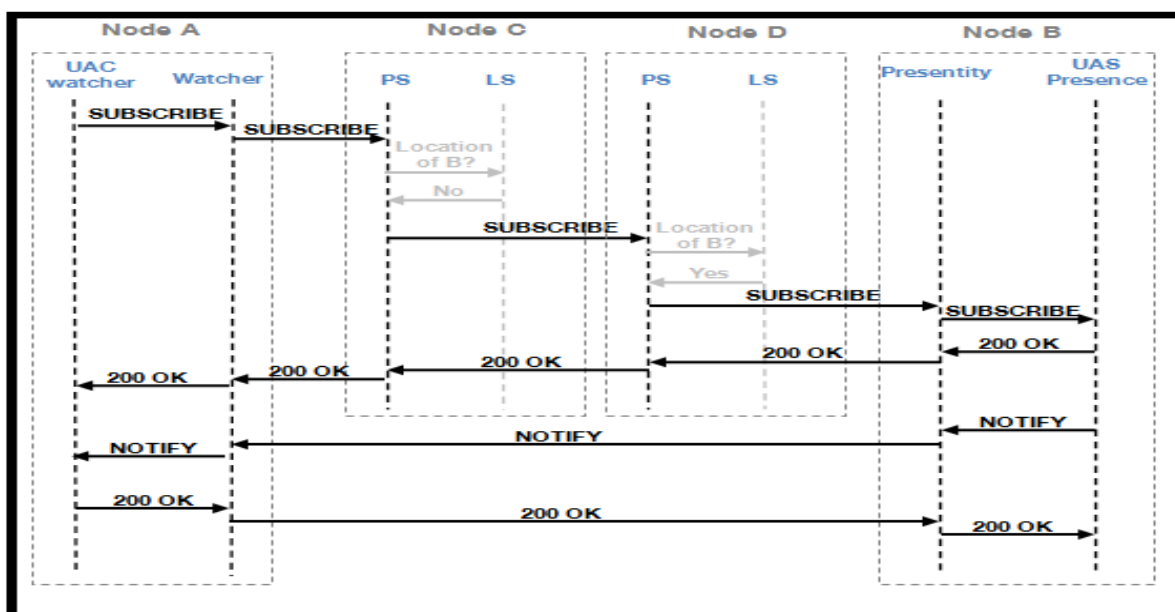 Node A
Node C
Node D
Node B
UAC
watcher
Watcher
PS
LS
PS
LS
Presentity
UAS
Presence
SUBSCRIBE
SUBSCRIBE
Location
of B?
No
SUBSCRIBE
Location
of B?
Yes
SUBSCRIBE
SUBSCRIBE
200 OK
200 OK
200 OK
200 OK
200 OK
NOTIFY
NOTIFY
NOTIFY
200 OK
200 OK
200 OK